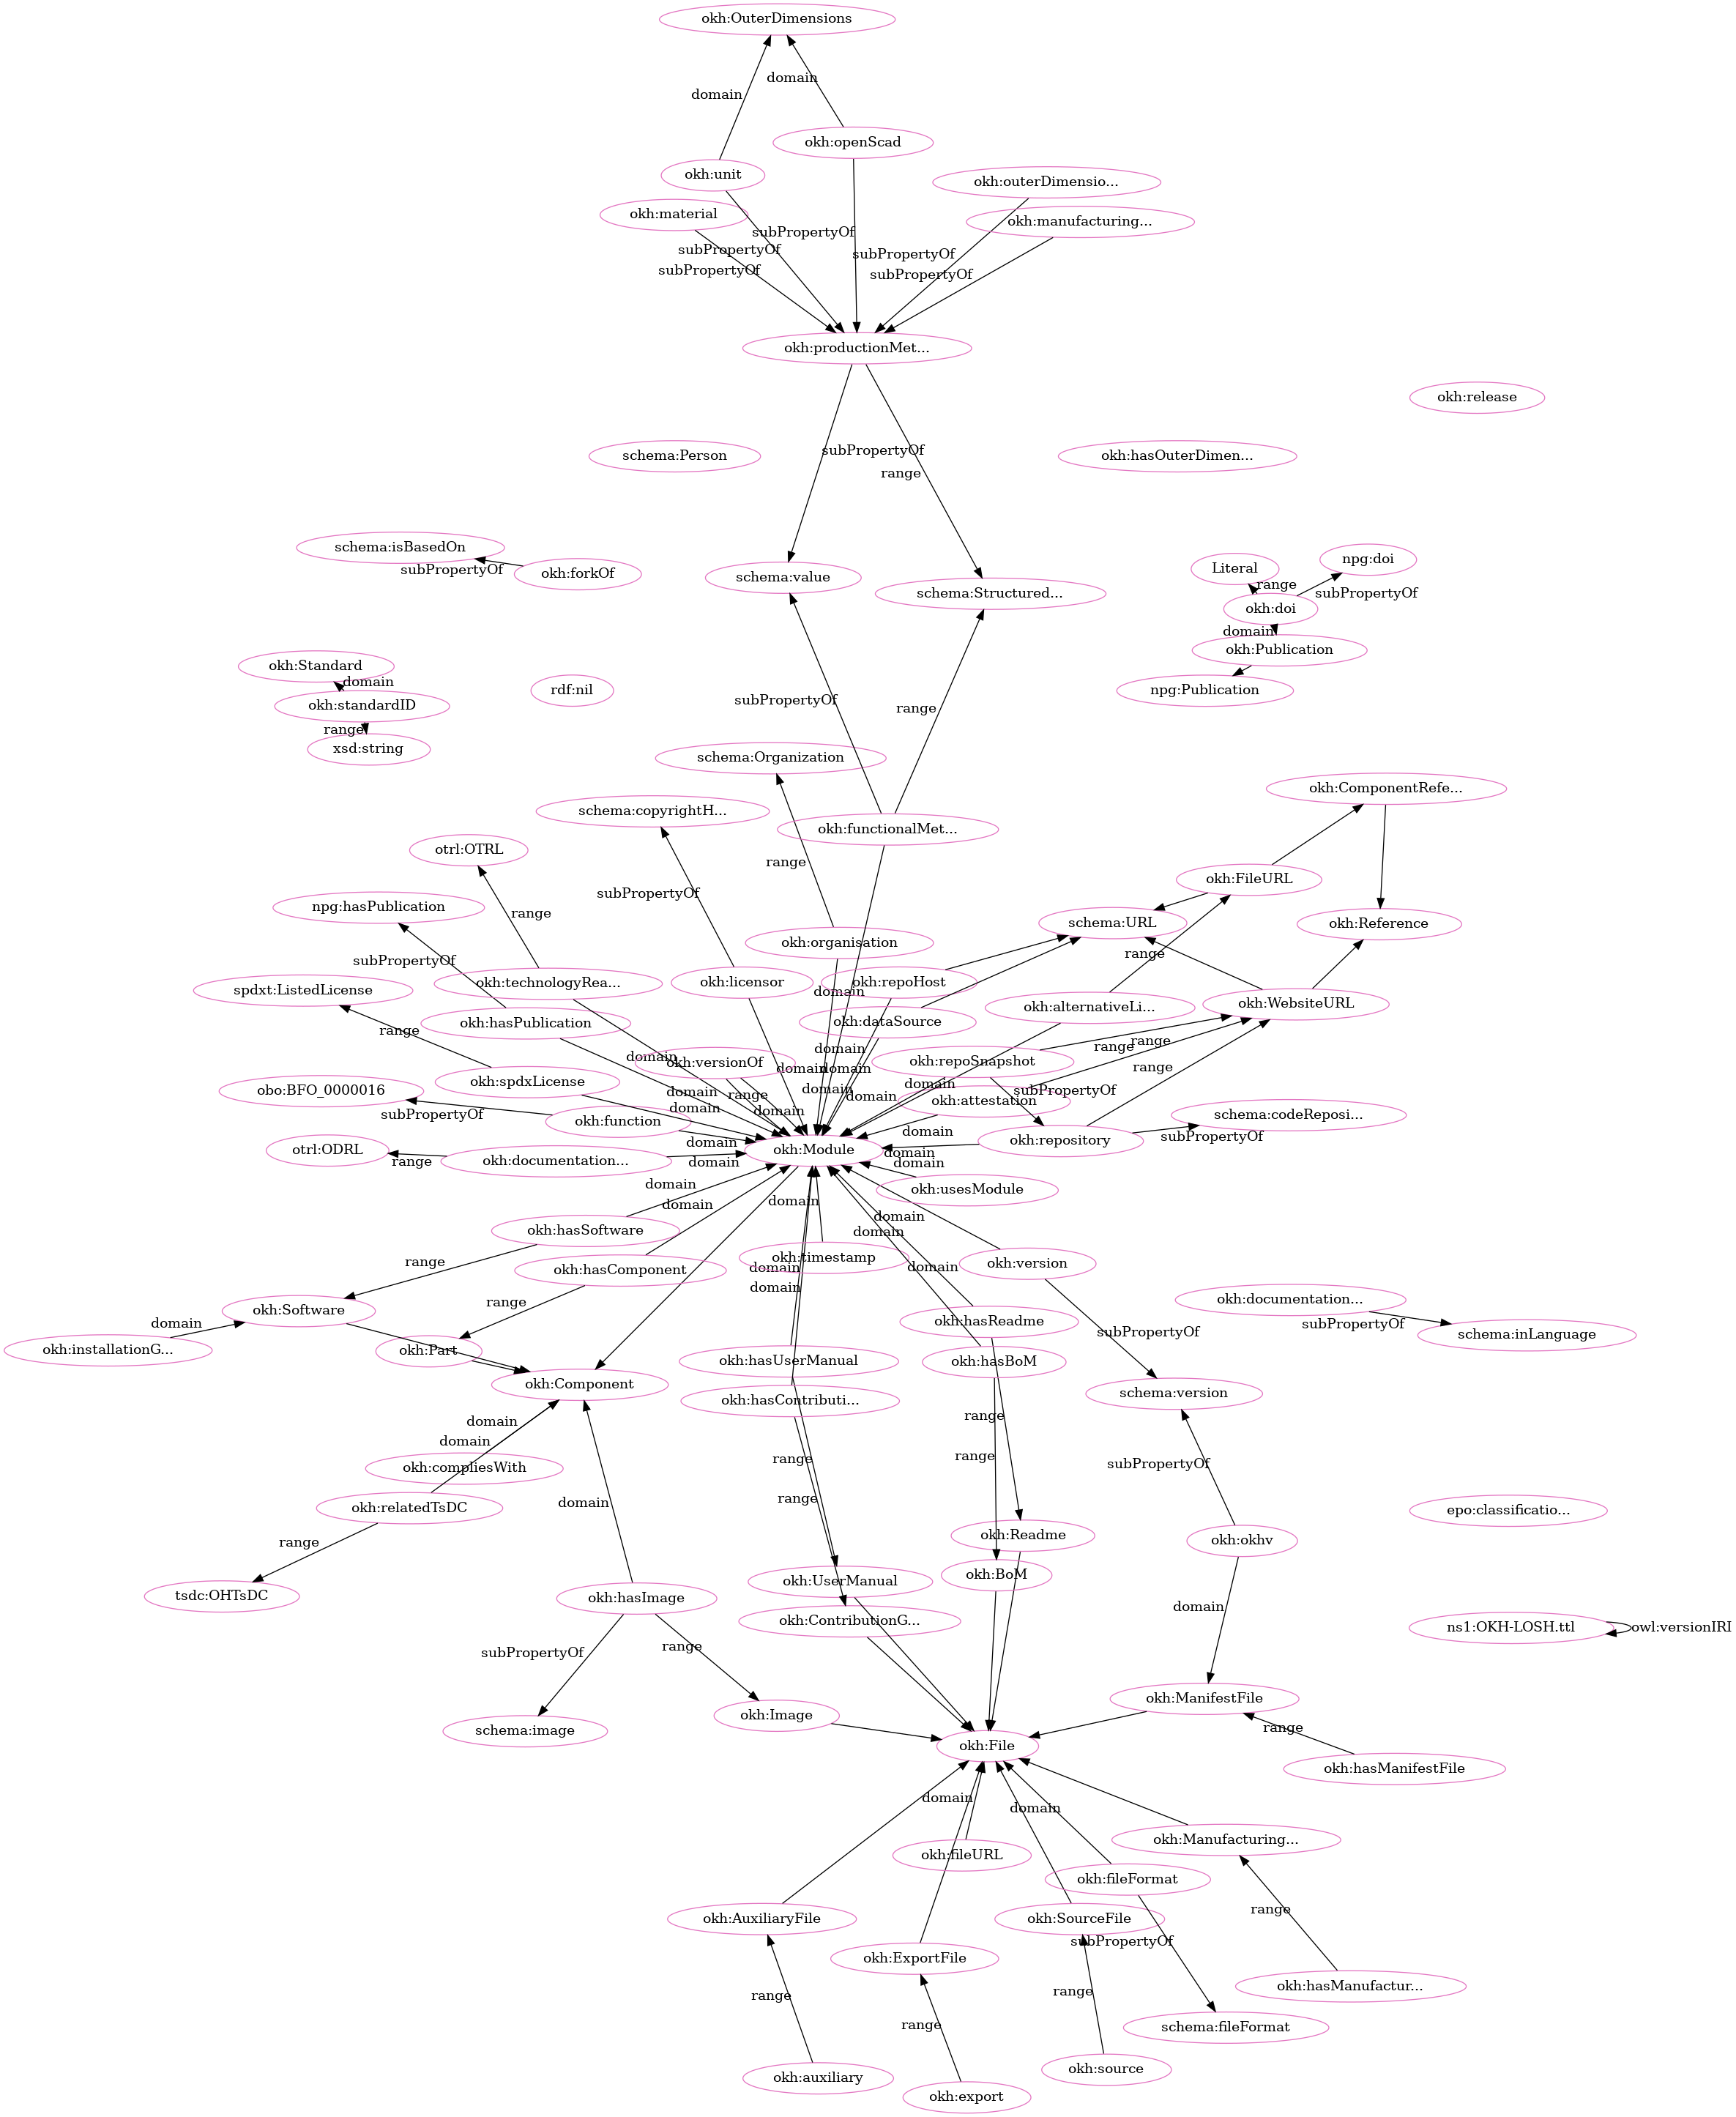 okh:OuterDimensions
domain
domain
okh:openScad
okh:unit
okh:outerDimensio...
okh:material
okh:manufacturing...
subPropertyOf
subPropertyOf
subPropertyOf
subPropertyOf
subPropertyOf
okh:productionMet...
okh:release
subPropertyOf
schema:Person
okh:hasOuterDimen...
range
schema:isBasedOn
subPropertyOf
okh:forkOf
schema:value
schema:Structured...
Literal
npg:doi
range
subPropertyOf
okh:doi
domain
okh:Publication
npg:Publication
okh:Standard
domain
okh:standardID
range
xsd:string
rdf:nil
subPropertyOf
range
schema:Organization
okh:ComponentRefe...
schema:copyrightH...
okh:functionalMet...
otrl:OTRL
range
okh:FileURL
subPropertyOf
npg:hasPublication
range
schema:URL
okh:Reference
okh:organisation
range
subPropertyOf
okh:technologyRea...
okh:licensor
okh:repoHost
domain
spdxt:ListedLicense
okh:alternativeLi...
okh:WebsiteURL
okh:hasPublication
okh:dataSource
range
range
range
domain
domain
okh:versionOf
okh:repoSnapshot
domain
domain
range
okh:spdxLicense
domain
range
domain
domain
domain
subPropertyOf
obo:BFO_0000016
subPropertyOf
domain
domain
okh:attestation
okh:function
schema:codeReposi...
subPropertyOf
domain
domain
okh:repository
otrl:ODRL
range
okh:documentation...
domain
okh:Module
domain
domain
okh:usesModule
domain
domain
domain
domain
domain
okh:hasSoftware
okh:timestamp
range
okh:hasComponent
domain
domain
domain
okh:version
range
okh:Software
domain
okh:installationG...
okh:Part
okh:hasReadme
subPropertyOf
okh:documentation...
subPropertyOf
schema:inLanguage
okh:hasUserManual
okh:hasBoM
okh:Component
okh:hasContributi...
schema:version
domain
domain
range
range
range
okh:compliesWith
subPropertyOf
okh:relatedTsDC
domain
range
range
epo:classificatio...
okh:Readme
okh:okhv
okh:BoM
okh:UserManual
tsdc:OHTsDC
okh:hasImage
domain
okh:ContributionG...
ns1:OKH-LOSH.ttl
owl:versionIRI
subPropertyOf
range
okh:ManifestFile
okh:Image
schema:image
range
okh:File
okh:hasManifestFile
domain
domain
okh:Manufacturing...
okh:fileURL
okh:fileFormat
okh:AuxiliaryFile
okh:SourceFile
range
subPropertyOf
okh:ExportFile
okh:hasManufactur...
range
range
range
schema:fileFormat
okh:source
okh:auxiliary
okh:export